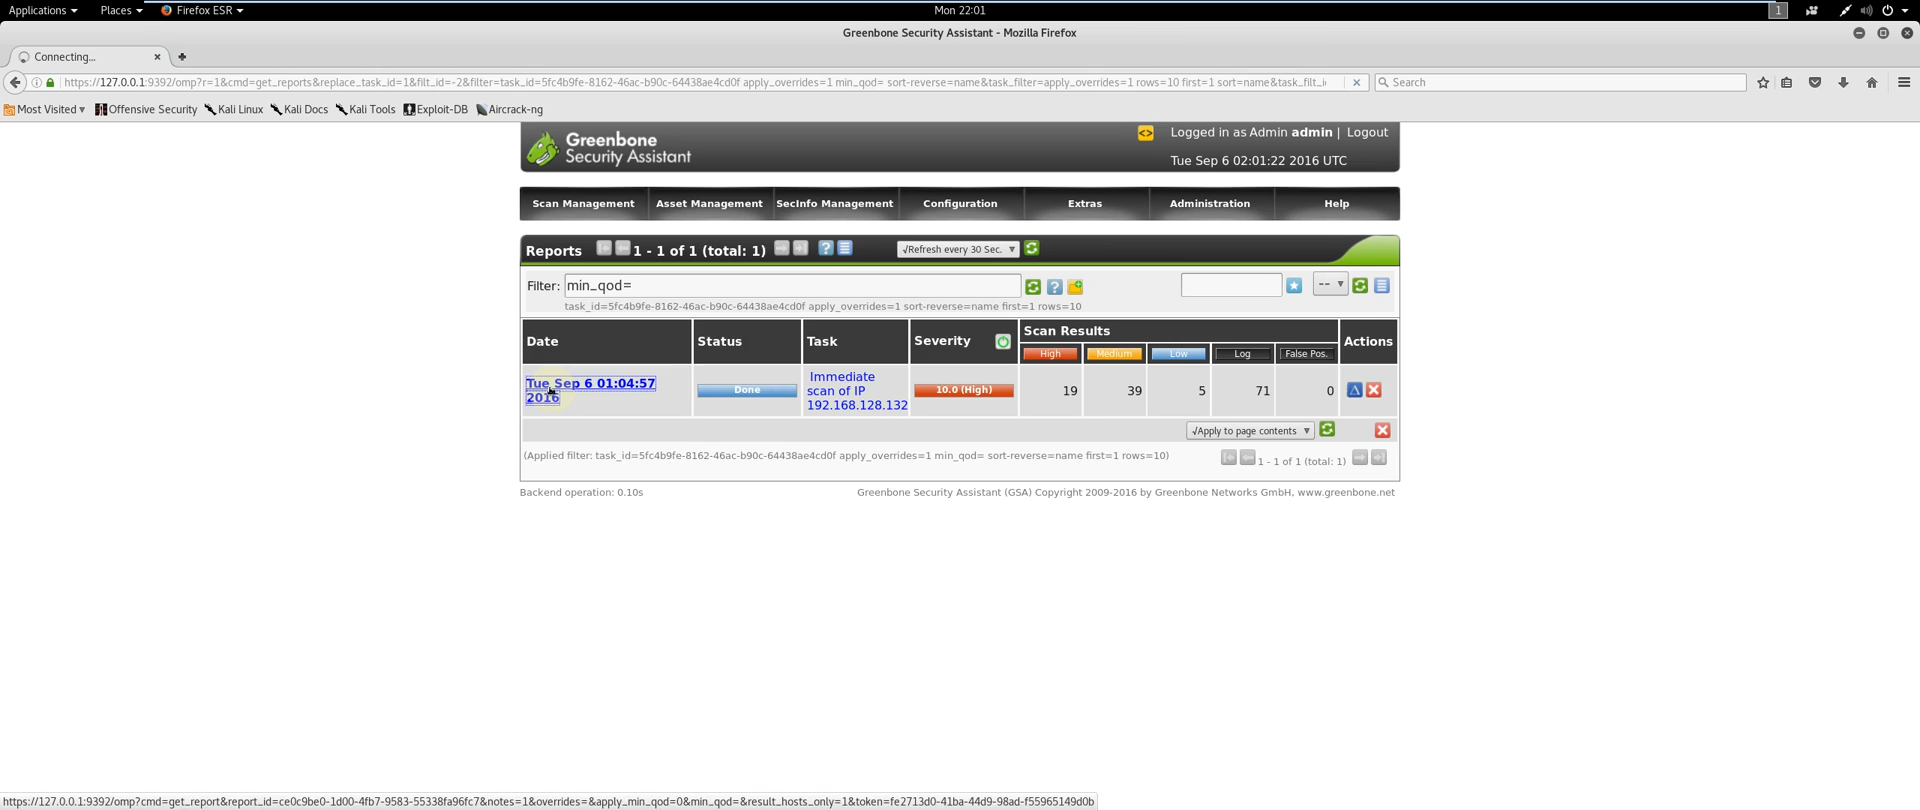 Applications ▾ Places ▾ Firefox ESR ▾ Mon 22:01 1
Greenbone Security Assistant - Mozilla Firefox
Connecting...
https://127.0.0.1:9392/omp?r=1&cmd=get_reports&replace_task_id=1&filt_id=-2&filter=task_id=5fc4b9fe-8162-46ac-b90c-64438ae4cd0f apply_overrides=1 min_qod= sort-reverse=name&task_filter=apply_overrides=1 rows=10 first=1 sort=name&task_filt_i Search
Most Visited ▾ Offensive Security Kali Linux Kali Docs Kali Tools Exploit-DB Aircrack-ng
Greenbone
Security Assistant
Logged in as Admin admin | Logout
Tue Sep 6 02:01:22 2016 UTC
Scan Management Asset Management SecInfo Management Configuration Extras Administration Help
Reports 1 - 1 of 1 (total: 1) √Refresh every 30 Sec.
Filter: min_qod= --
task_id=5fc4b9fe-8162-46ac-b90c-64438ae4cd0f apply_overrides=1 sort-reverse=name first=1 rows=10
Date Status Task Severity Scan Results Actions
High Medium Low Log False Pos.
Tue Sep 6 01:04:57
2016
Done
Immediate
scan of IP
192.168.128.132
10.0 (High) 19 39 5 71 0
√Apply to page contents
(Applied filter: task_id=5fc4b9fe-8162-46ac-b90c-64438ae4cd0f apply_overrides=1 min_qod= sort-reverse=name first=1 rows=10) 1 - 1 of 1 (total: 1)
Backend operation: 0.10s Greenbone Security Assistant (GSA) Copyright 2009-2016 by Greenbone Networks GmbH, www.greenbone.net
https://127.0.0.1:9392/omp?cmd=get_report&report_id=ce0c9be0-1d00-4fb7-9583-55338fa96fc7&notes=1&overrides=&apply_min_qod=0&min_qod=&result_hosts_only=1&token=fe2713d0-41ba-44d9-98ad-f55965149d0b